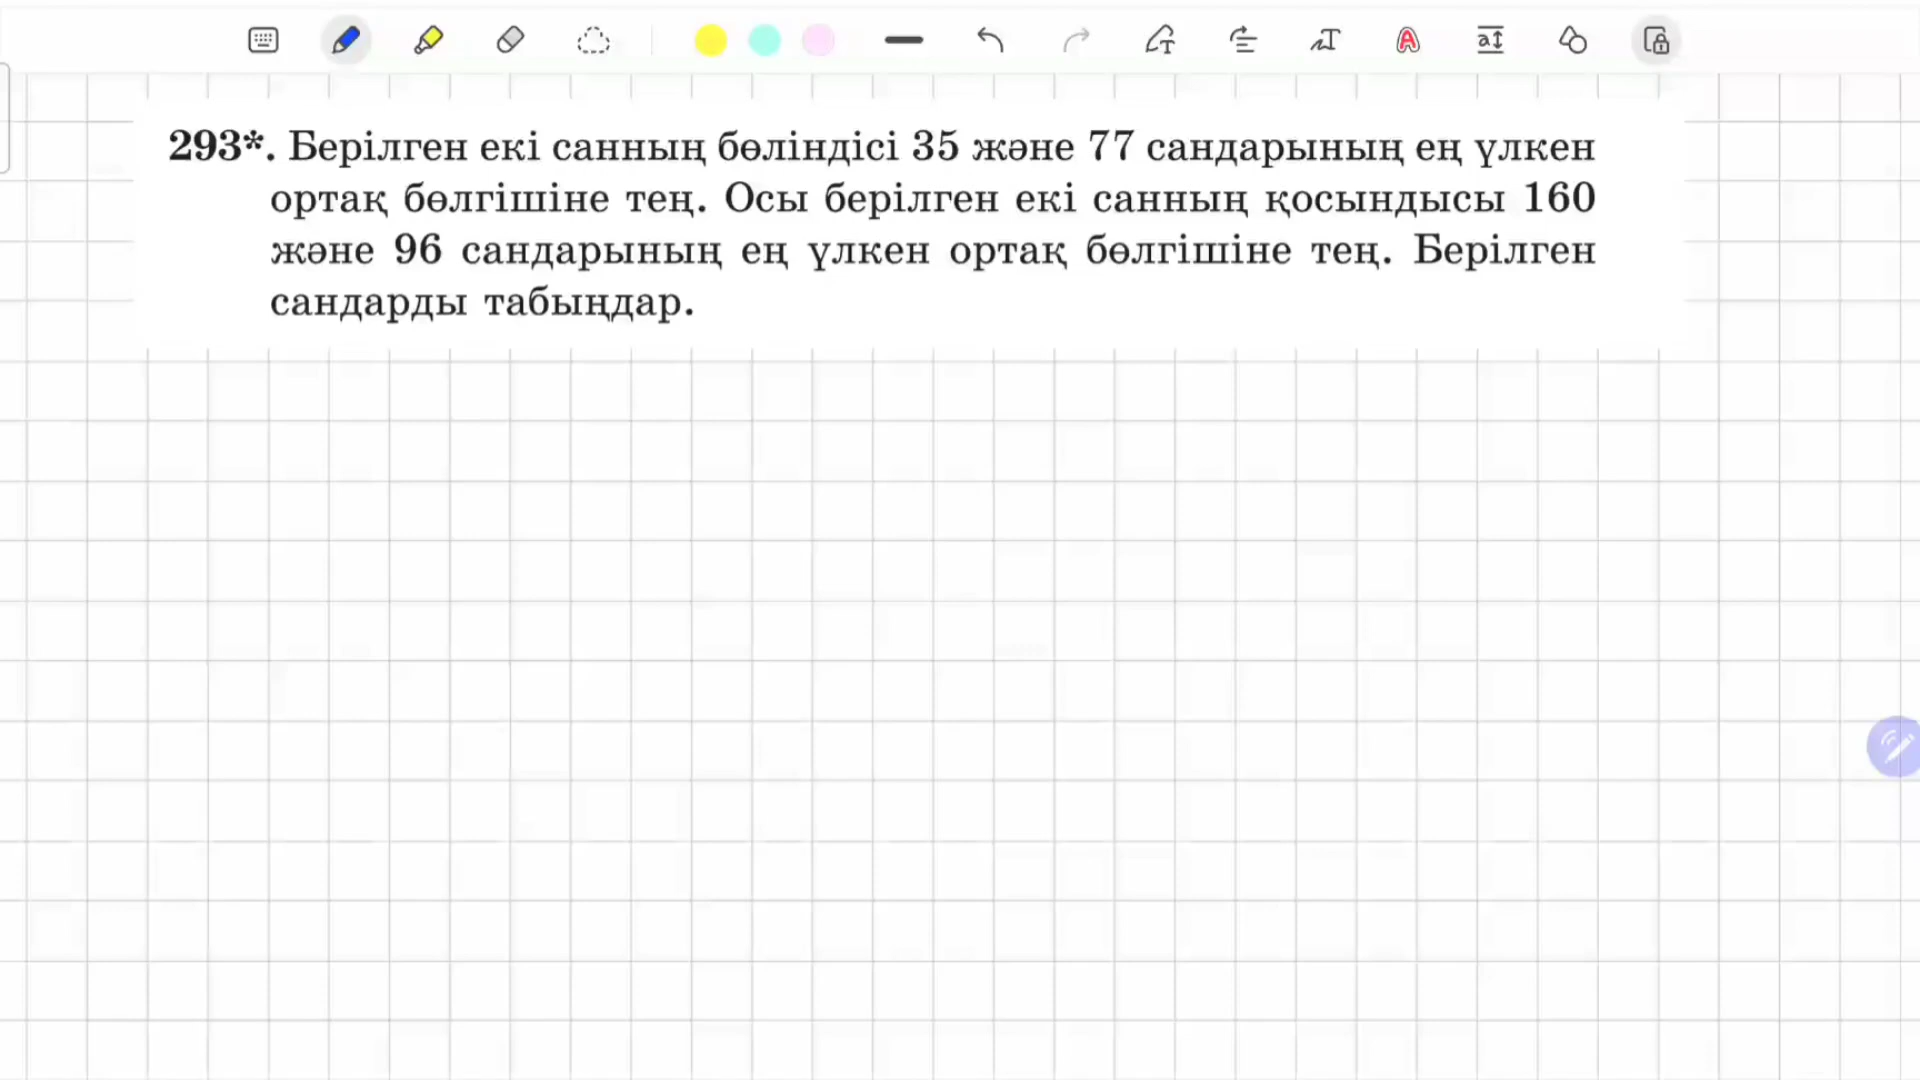 293*. Берілген екі санның бөліндісі 35 және 77 сандарының ең үлкен
ортақ бөлгішіне тең. Осы берілген екі санның қосындысы 160
және 96 сандарының ең үлкен ортақ бөлгішіне тең. Берілген
сандарды табыңдар.